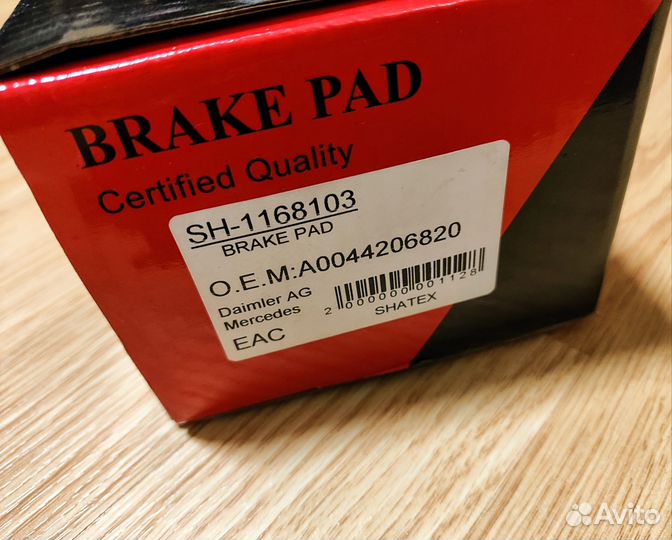 BRAKE PAD
Certified Quality
SH-1168103
BRAKE PAD
O.E.M:A0044206820
Daimler AG
Mercedes
EAC
2 000000 001128
SHATEX
Avito